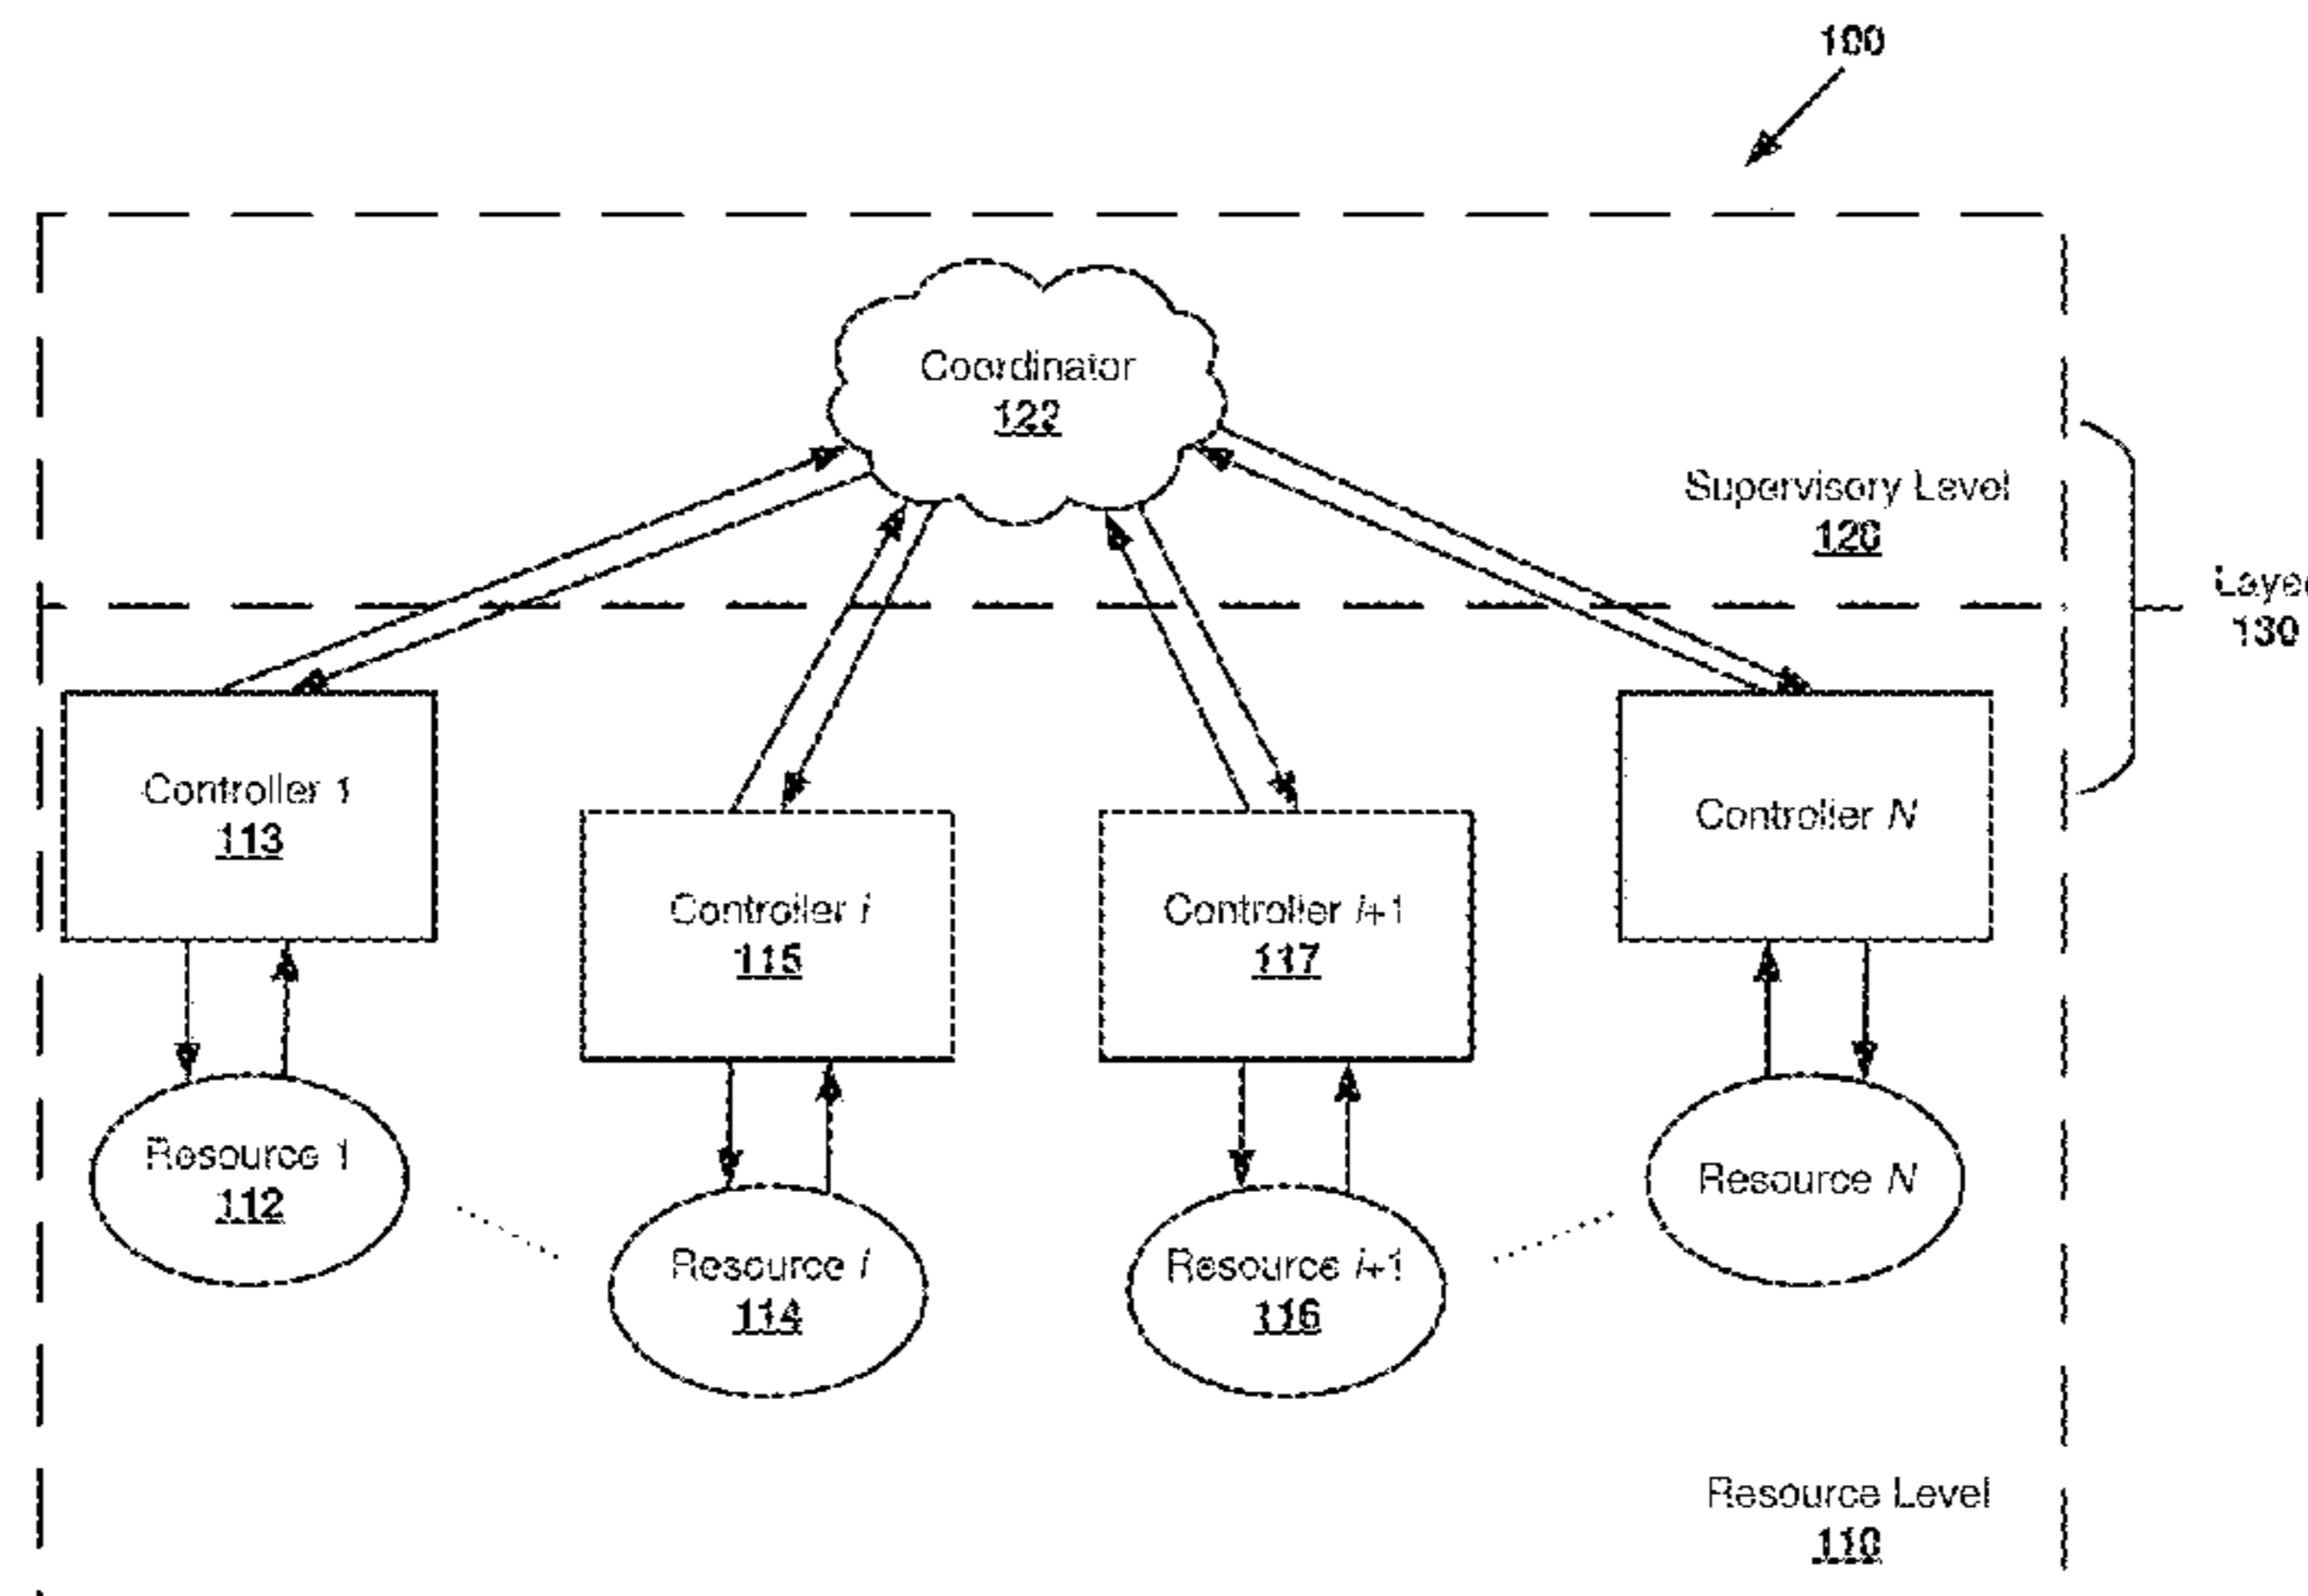 100
Coordinator
122
Supervisory Level
120
Laye
130
Controller 1
113
Controller N
Controller i
115
Controller i+1
117
Resource 1
112
Resource N
Resource i
114
Resource i+1
116
Resource Level
110